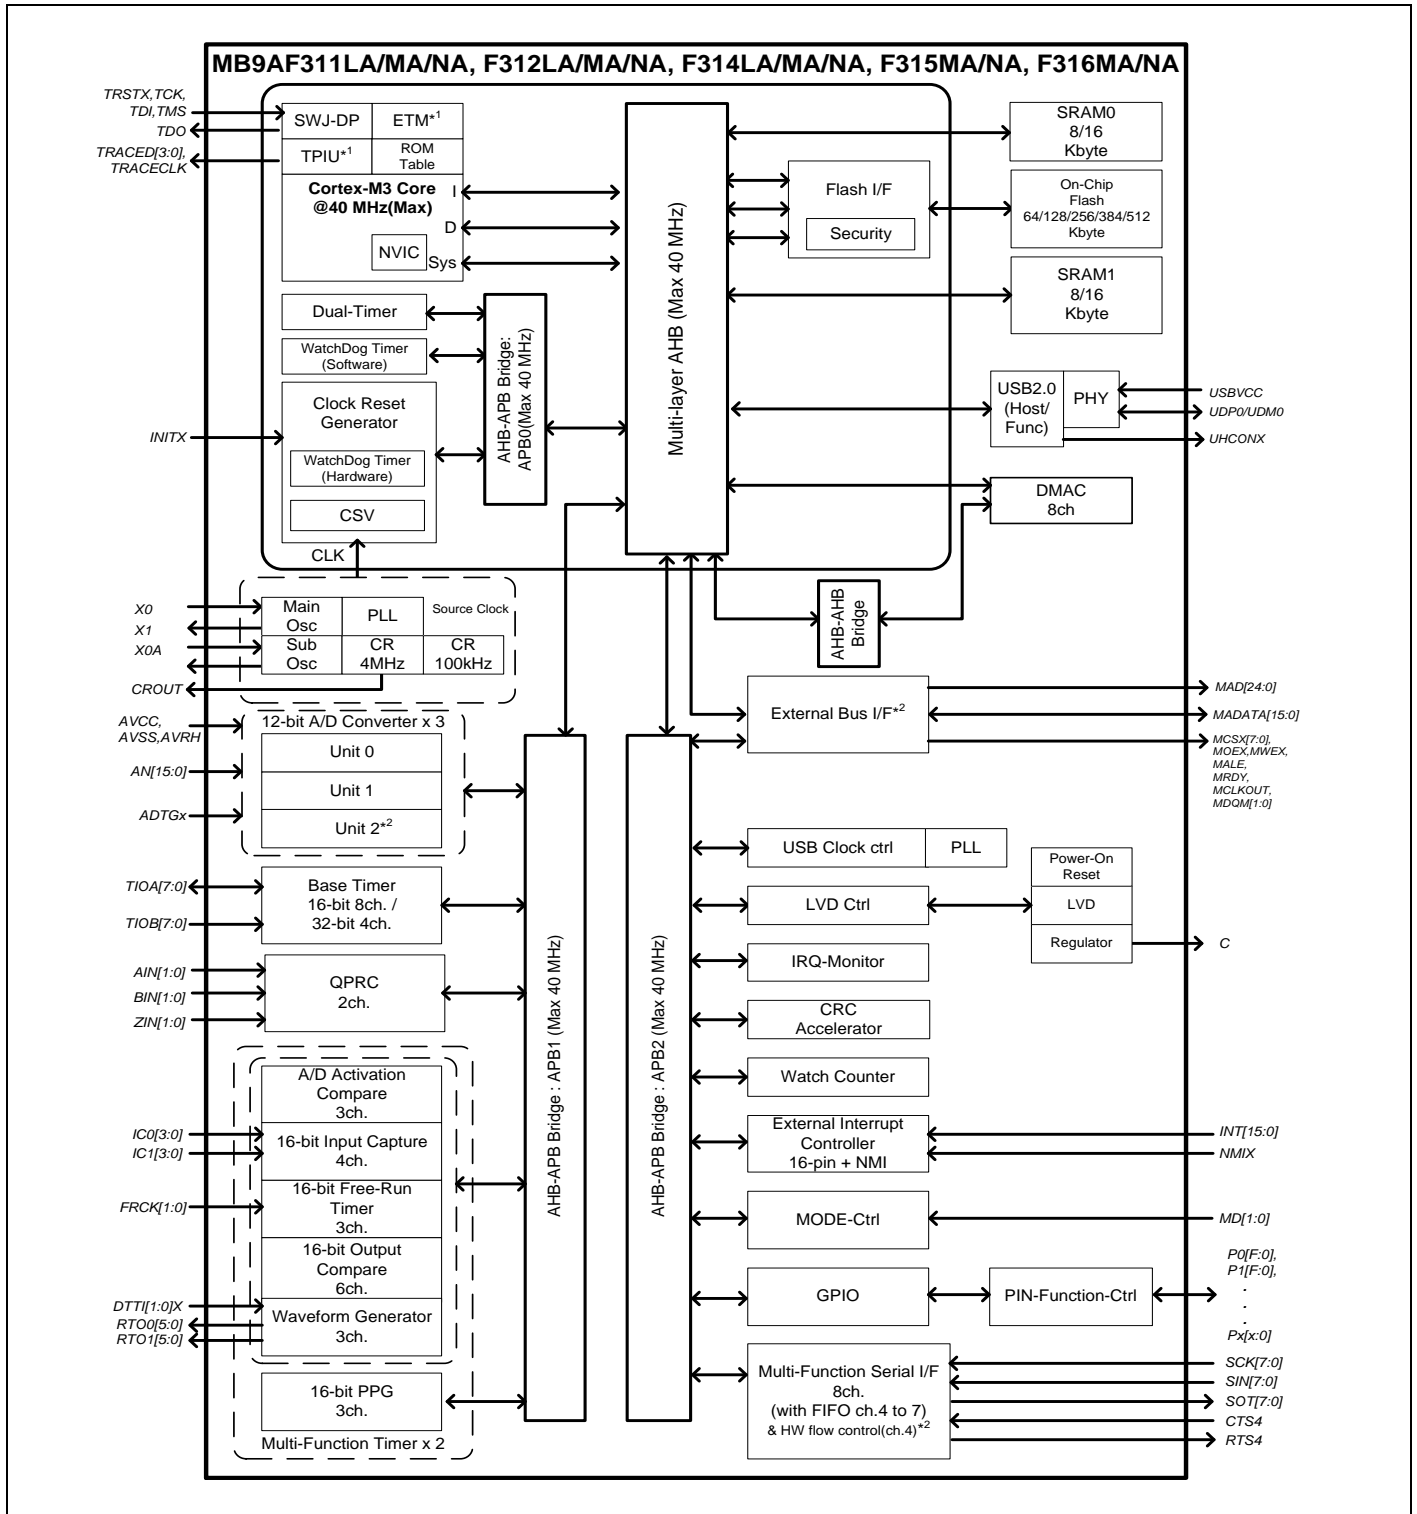 MB9AF311LA/MA/NA, F312LA/MA/NA, F314LA/MA/NA, F315MA/NA, F316MA/NA
TRSTX,TCK,
TDI,TMS
TDO
TRACED[3:0],
TRACECLK
SWJ-DP
ETM*1
TPIU*1
ROM
Table
Cortex-M3 Core
@40 MHz(Max)
I
D
NVIC
Sys
Dual-Timer
WatchDog Timer
(Software)
Clock Reset
Generator
WatchDog Timer
(Hardware)
CSV
CLK
INITX
AHB-APB Bridge:
APB0(Max 40 MHz)
Multi-layer AHB (Max 40 MHz)
Flash I/F
Security
SRAM0
8/16
Kbyte
On-Chip
Flash
64/128/256/384/512
Kbyte
SRAM1
8/16
Kbyte
USB2.0
(Host/
Func)
PHY
USBVCC
UDP0/UDM0
UHCONX
DMAC
8ch
AHB-AHB
Bridge
X0
X1
X0A
CROUT
Main
Osc
PLL
Source Clock
Sub
Osc
CR
4MHz
CR
100kHz
AVCC,
AVSS,AVRH
AN[15:0]
ADTGx
12-bit A/D Converter x 3
Unit 0
Unit 1
Unit 2*2
TIOA[7:0]
TIOB[7:0]
Base Timer
16-bit 8ch. /
32-bit 4ch.
AIN[1:0]
BIN[1:0]
ZIN[1:0]
QPRC
2ch.
A/D Activation
Compare
3ch.
IC0[3:0]
IC1[3:0]
16-bit Input Capture
4ch.
FRCK[1:0]
16-bit Free-Run
Timer
3ch.
16-bit Output
Compare
6ch.
DTTI[1:0]X
RTO0[5:0]
RTO1[5:0]
Waveform Generator
3ch.
16-bit PPG
3ch.
Multi-Function Timer x 2
AHB-APB Bridge : APB1 (Max 40 MHz)
AHB-APB Bridge : APB2 (Max 40 MHz)
External Bus I/F*2
MAD[24:0]
MADATA[15:0]
MCSX[7:0],
MOEX,MWEX,
MALE,
MRDY,
MCLKOUT,
MDQM[1:0]
USB Clock ctrl
PLL
LVD Ctrl
Power-On
Reset
LVD
Regulator
C
IRQ-Monitor
CRC
Accelerator
Watch Counter
External Interrupt
Controller
16-pin + NMI
INT[15:0]
NMIX
MODE-Ctrl
MD[1:0]
GPIO
PIN-Function-Ctrl
P0[F:0],
P1[F:0],
.
.
.
Px[x:0]
Multi-Function Serial I/F
8ch.
(with FIFO ch.4 to 7)
& HW flow control(ch.4)*2
SCK[7:0]
SIN[7:0]
SOT[7:0]
CTS4
RTS4